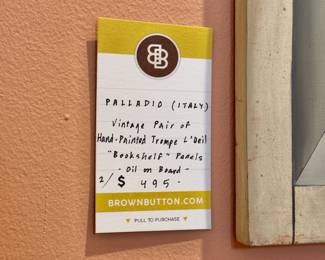 BB
PALLADIO (ITALY)
Vintage Pair of
Hand-Painted Trompe L'Oeil
"Bookshelf" Panels
- Oil on Board -
2/$ 495.
BROWNBUTTON.COM
▼ PULL TO PURCHASE ▼